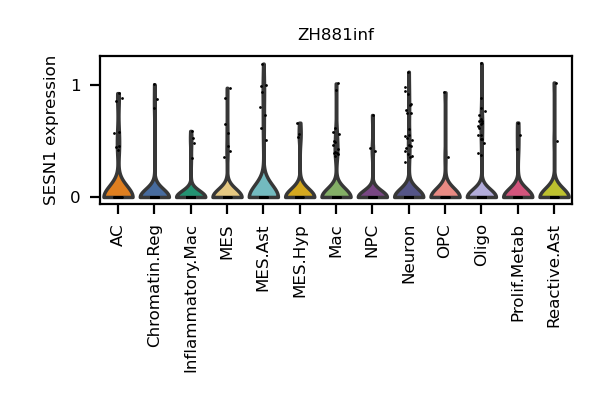 ZH881inf
SESN1 expression
1
0
AC
Chromatin.Reg
Inflammatory.Mac
MES
MES.Ast
MES.Hyp
Mac
NPC
Neuron
OPC
Oligo
Prolif.Metab
Reactive.Ast